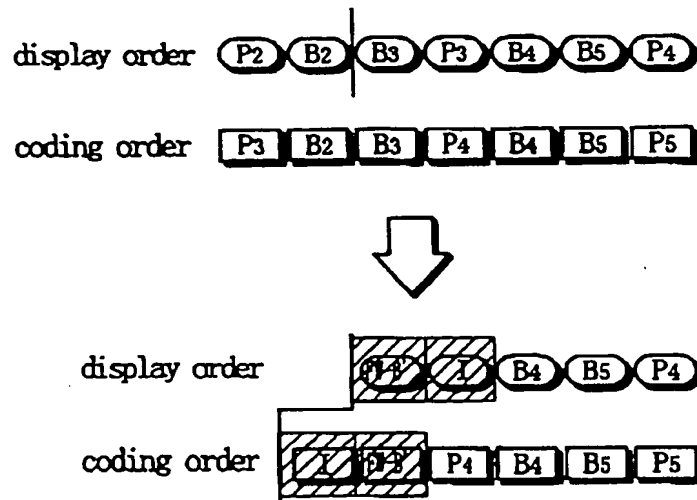 display order P2 B2 B3 P3 B4 B5 P4
coding order P3 B2 B3 P4 B4 B5 P5
display order I B4 B5 P4
coding order I P4 B4 B5 P5